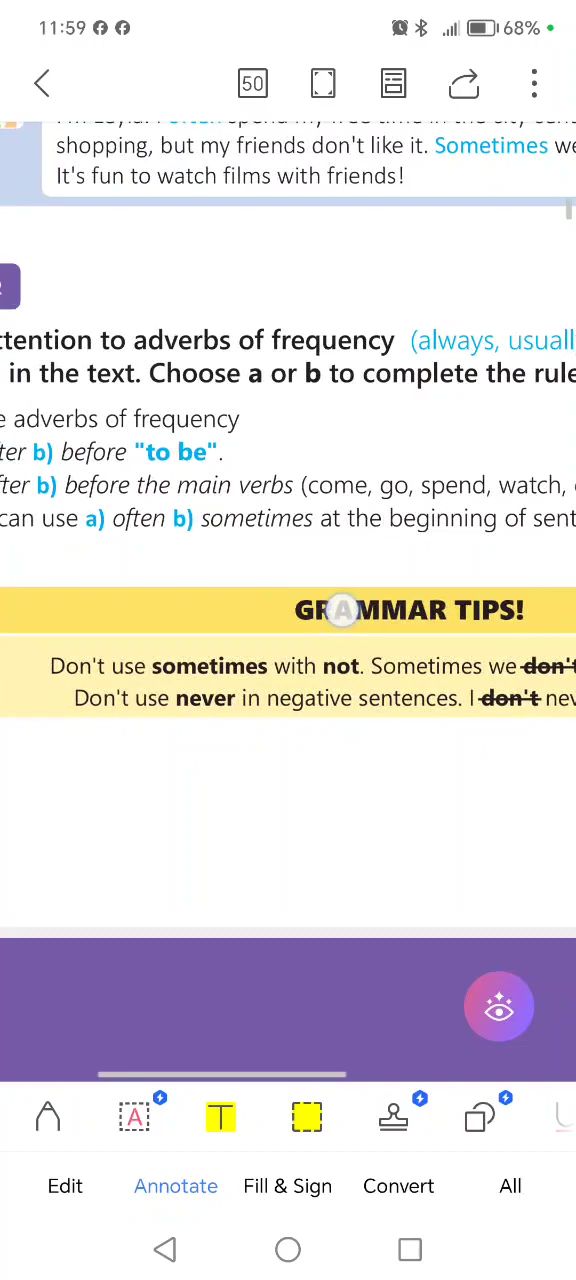 11:59
68%
50
shopping, but my friends don't like it. Sometimes we
It's fun to watch films with friends!
ttention to adverbs of frequency (always, usuall
in the text. Choose a or b to complete the rule
e adverbs of frequency
ter b) before "to be".
fter b) before the main verbs (come, go, spend, watch,
can use a) often b) sometimes at the beginning of sent
GRAMMAR TIPS!
Don't use sometimes with not. Sometimes we don't
Don't use never in negative sentences. I don't nev
A
T
Edit
Annotate
Fill & Sign
Convert
All